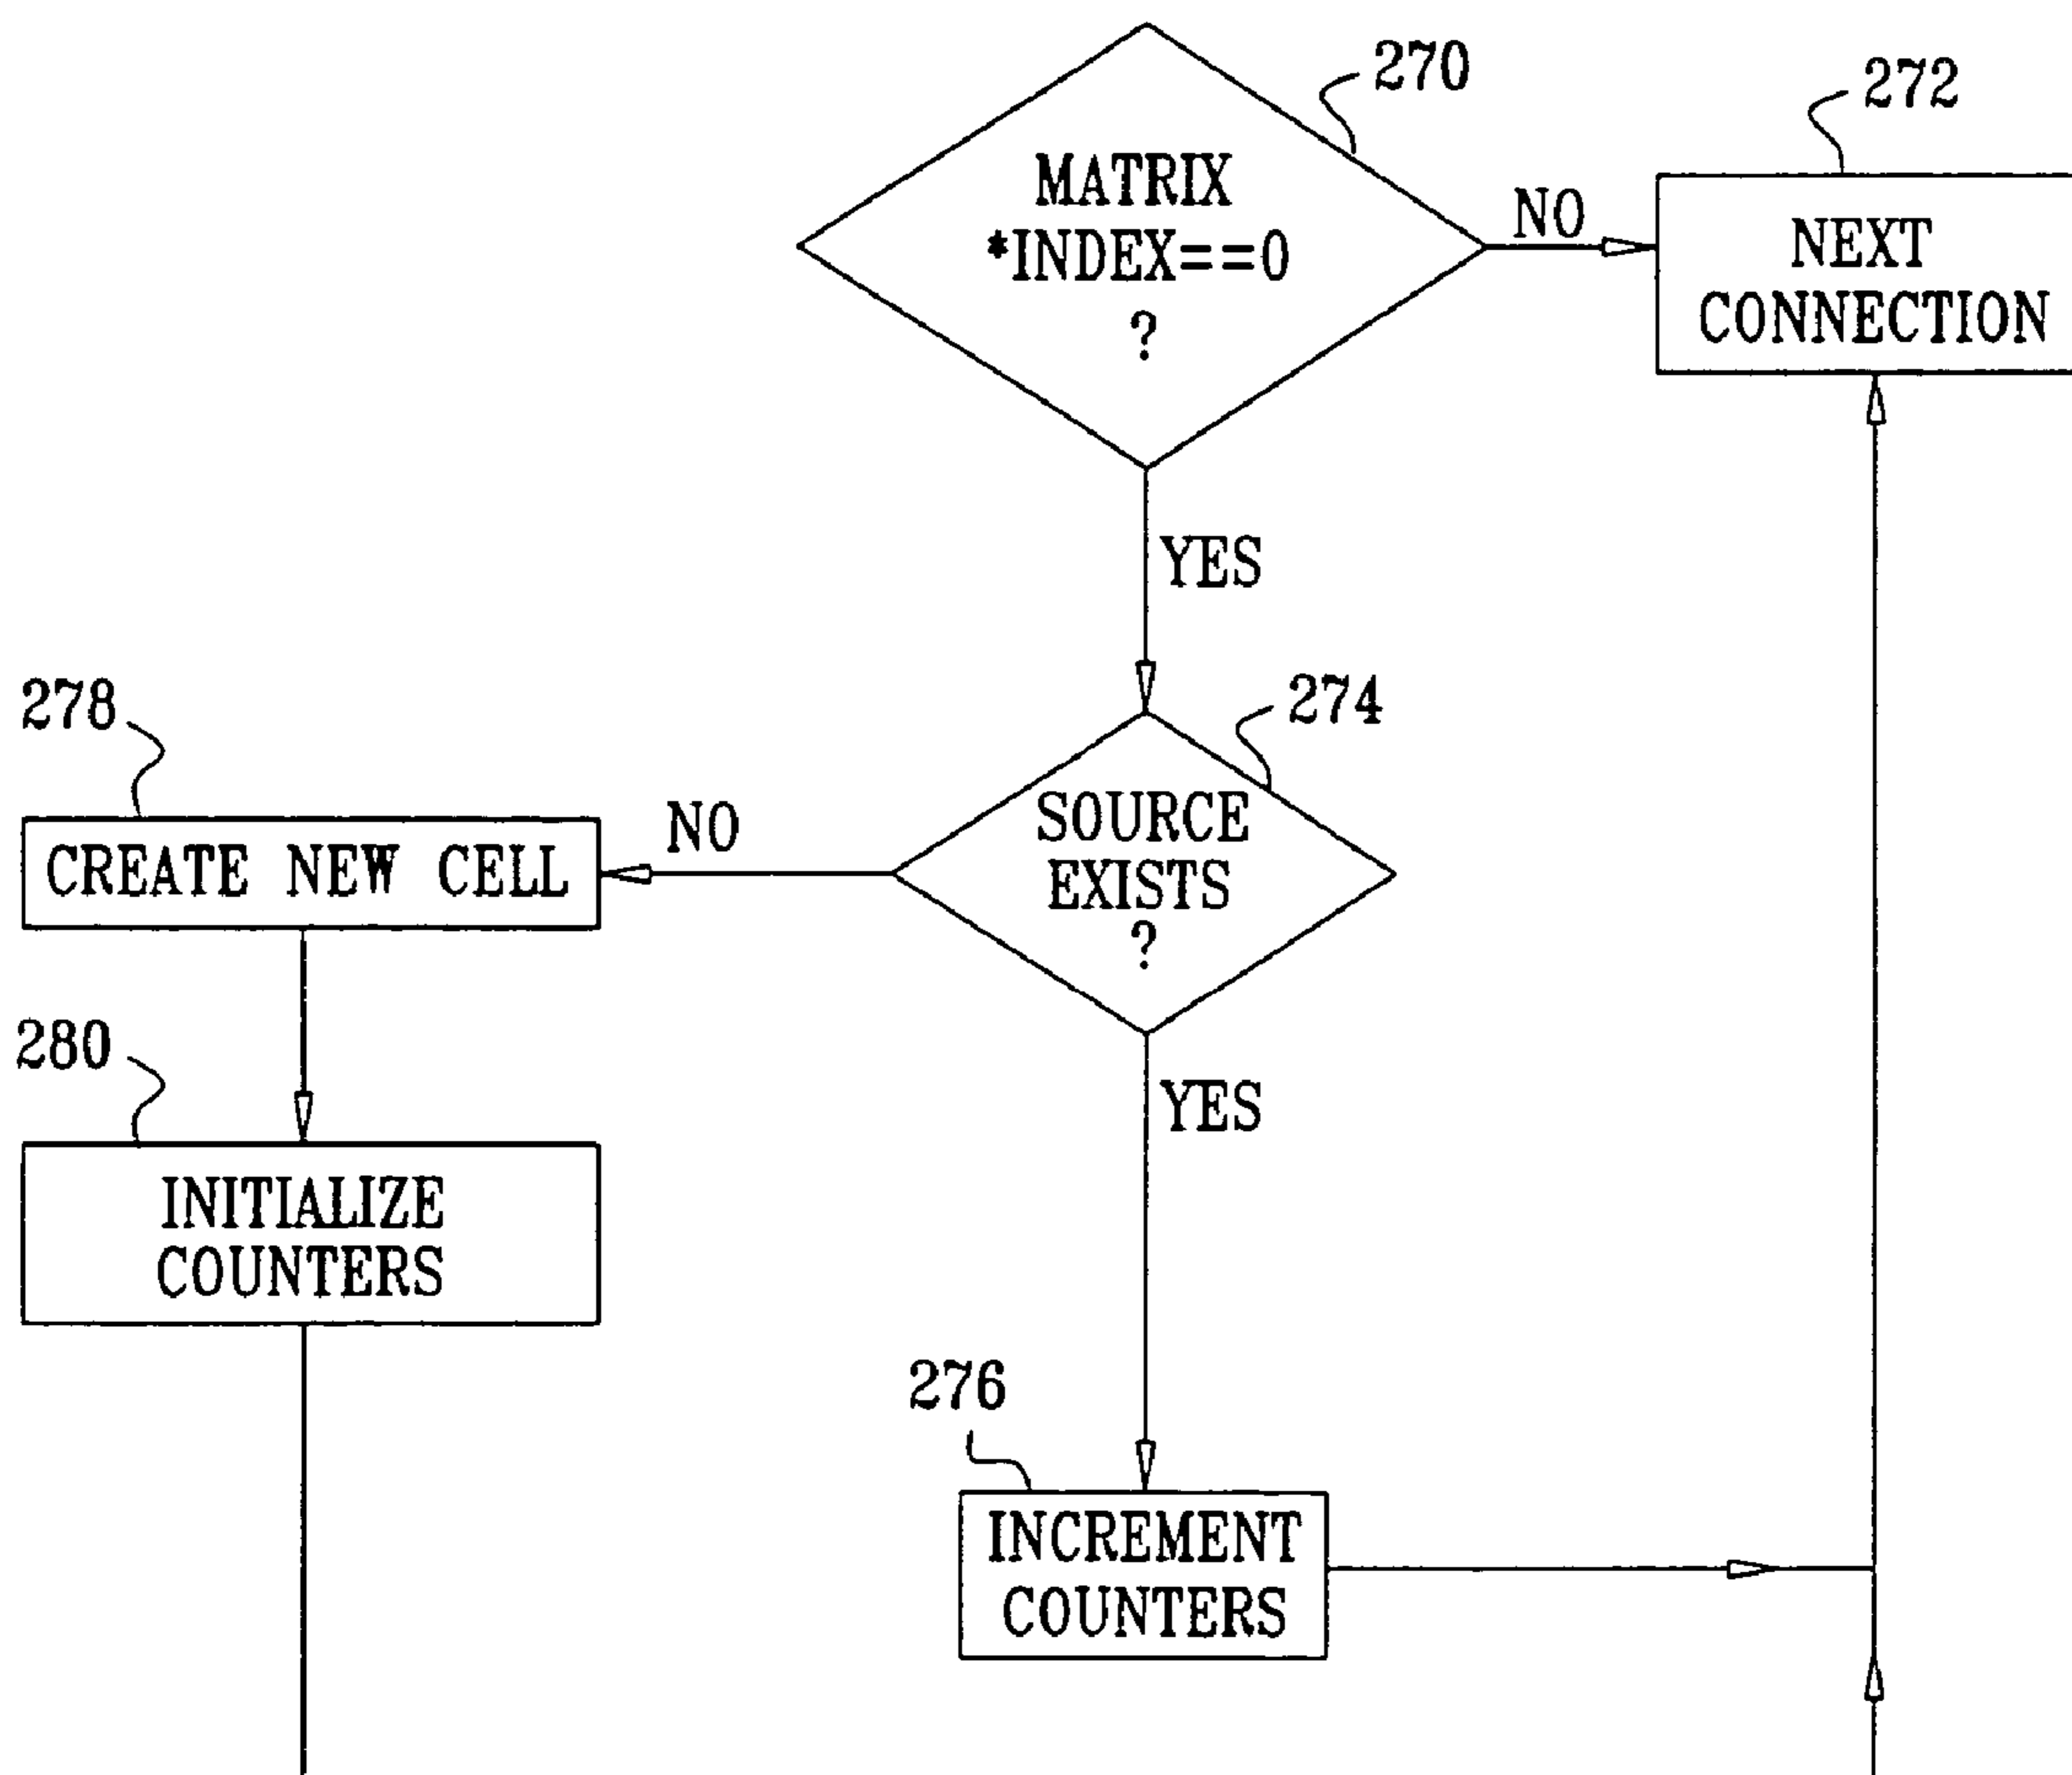 270
272
MATRIX
*INDEX==0
?
NO
NEXT
CONNECTION
YES
278
274
CREATE NEW CELL
NO
SOURCE
EXISTS
?
280
YES
INITIALIZE
COUNTERS
276
INCREMENT
COUNTERS